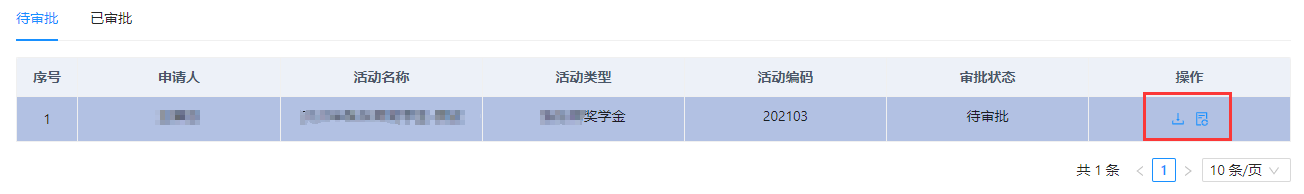 待审批 已审批
序号 申请人 活动名称 活动类型 活动编码 审批状态 操作
1 奖学金 202103 待审批
共 1 条 < 1 > 10 条/页